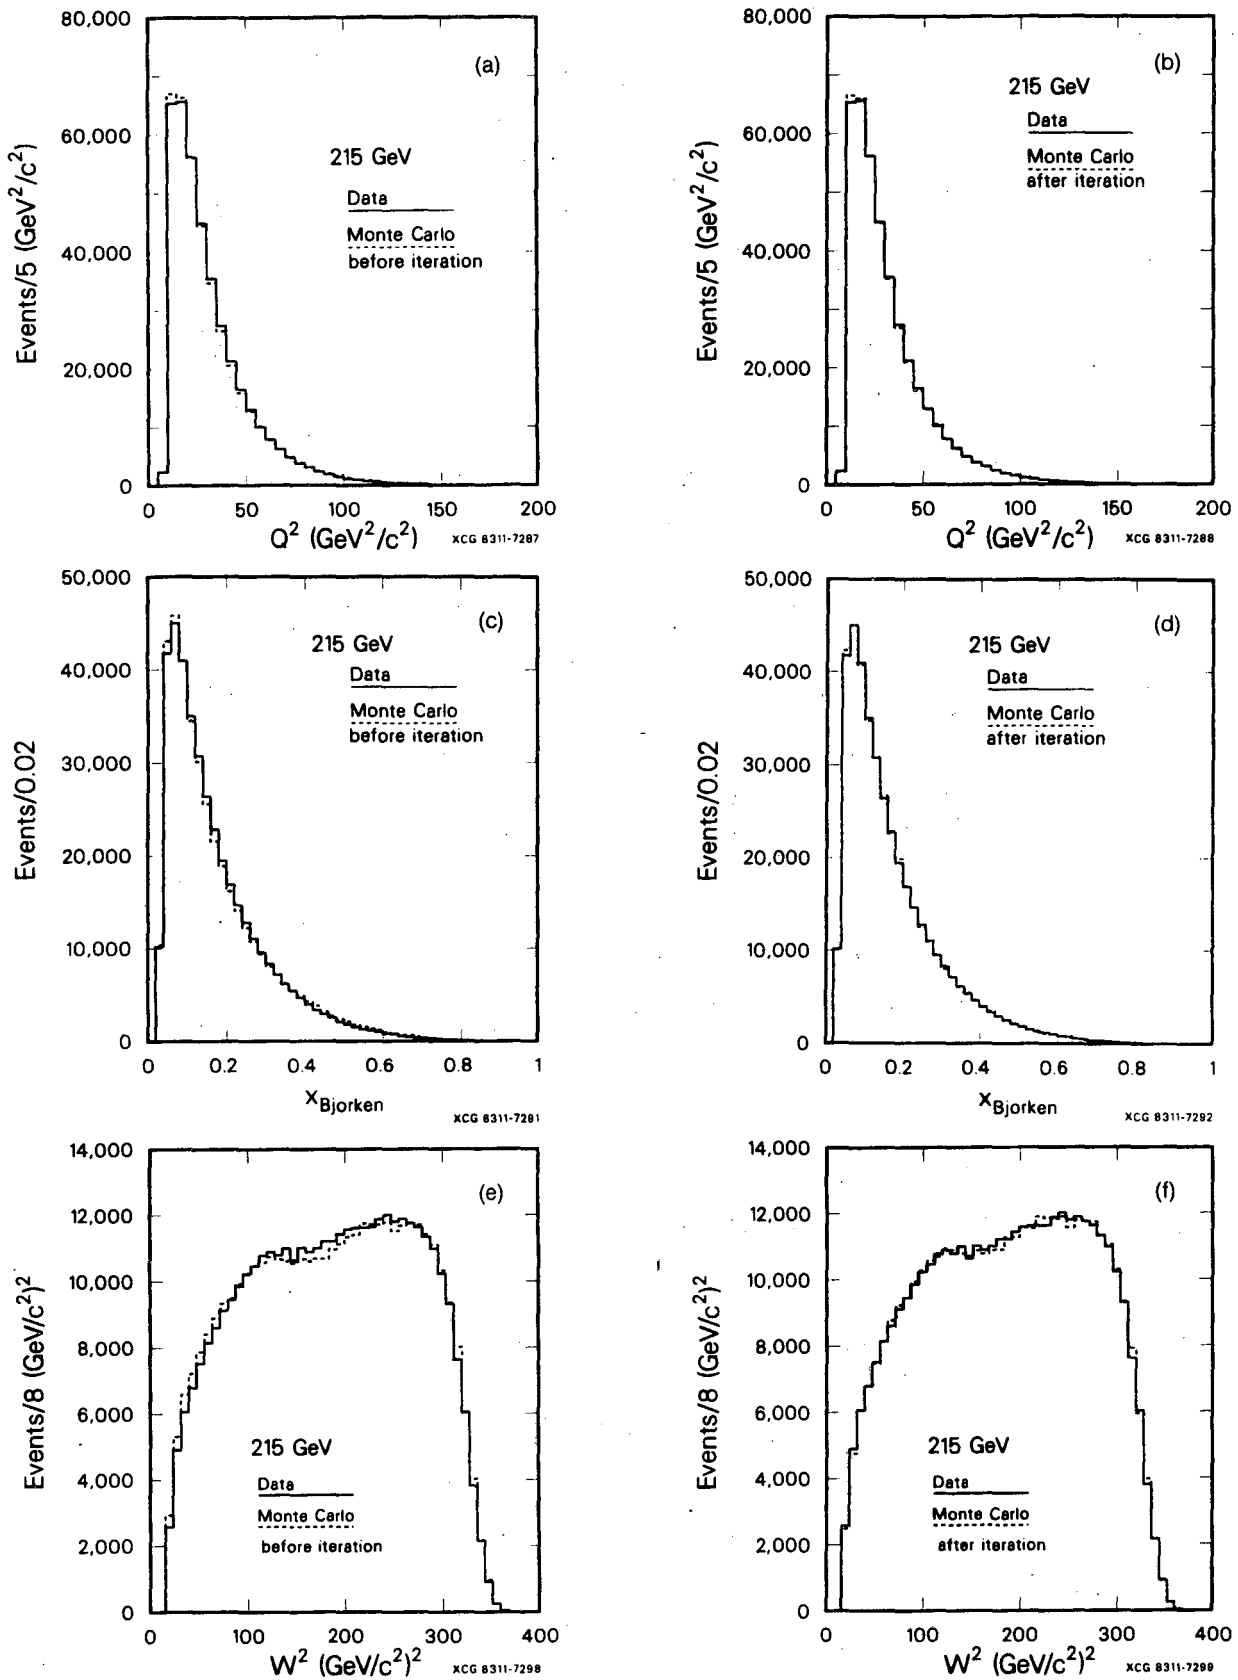 80,000
60,000
40,000
20,000
0
Events/5 (GeV²/c²)
(a)
215 GeV
Data
Monte Carlo
before iteration
0 50 100 150 200
Q² (GeV²/c²)
XCG 8311-7287
80,000
60,000
40,000
20,000
0
Events/5 (GeV²/c²)
(b)
215 GeV
Data
Monte Carlo
after iteration
0 50 100 150 200
Q² (GeV²/c²)
XCG 8311-7288
50,000
40,000
30,000
20,000
10,000
0
Events/0.02
(c)
215 GeV
Data
Monte Carlo
before iteration
0 0.2 0.4 0.6 0.8 1
xBjorken
XCG 8311-7281
50,000
40,000
30,000
20,000
10,000
0
Events/0.02
(d)
215 GeV
Data
Monte Carlo
after iteration
0 0.2 0.4 0.6 0.8 1
xBjorken
XCG 8311-7292
14,000
12,000
10,000
8,000
6,000
4,000
2,000
0
Events/8 (GeV/c²)²
(e)
215 GeV
Data
Monte Carlo
before iteration
0 100 200 300 400
W² (GeV/c²)²
XCG 8311-7298
14,000
12,000
10,000
8,000
6,000
4,000
2,000
0
Events/8 (GeV/c²)²
(f)
215 GeV
Data
Monte Carlo
after iteration
0 100 200 300 400
W² (GeV/c²)²
XCG 8311-7299